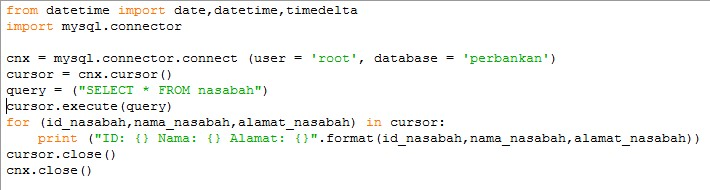 from datetime import date,datetime,timedelta
import mysql.connector
cnx = mysql.connector.connect (user = 'root', database = 'perbankan')
cursor = cnx.cursor()
query = ("SELECT * FROM nasabah")
cursor.execute(query)
for (id_nasabah,nama_nasabah,alamat_nasabah) in cursor:
    print ("ID: {} Nama: {} Alamat: {}".format(id_nasabah,nama_nasabah,alamat_nasabah))
cursor.close()
cnx.close()